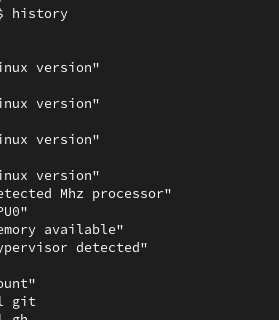 $ history
inux version"
inux version"
inux version"
inux version"
etected Mhz processor"
PU0"
emory available"
ypervisor detected"
ount"
l git
l gh